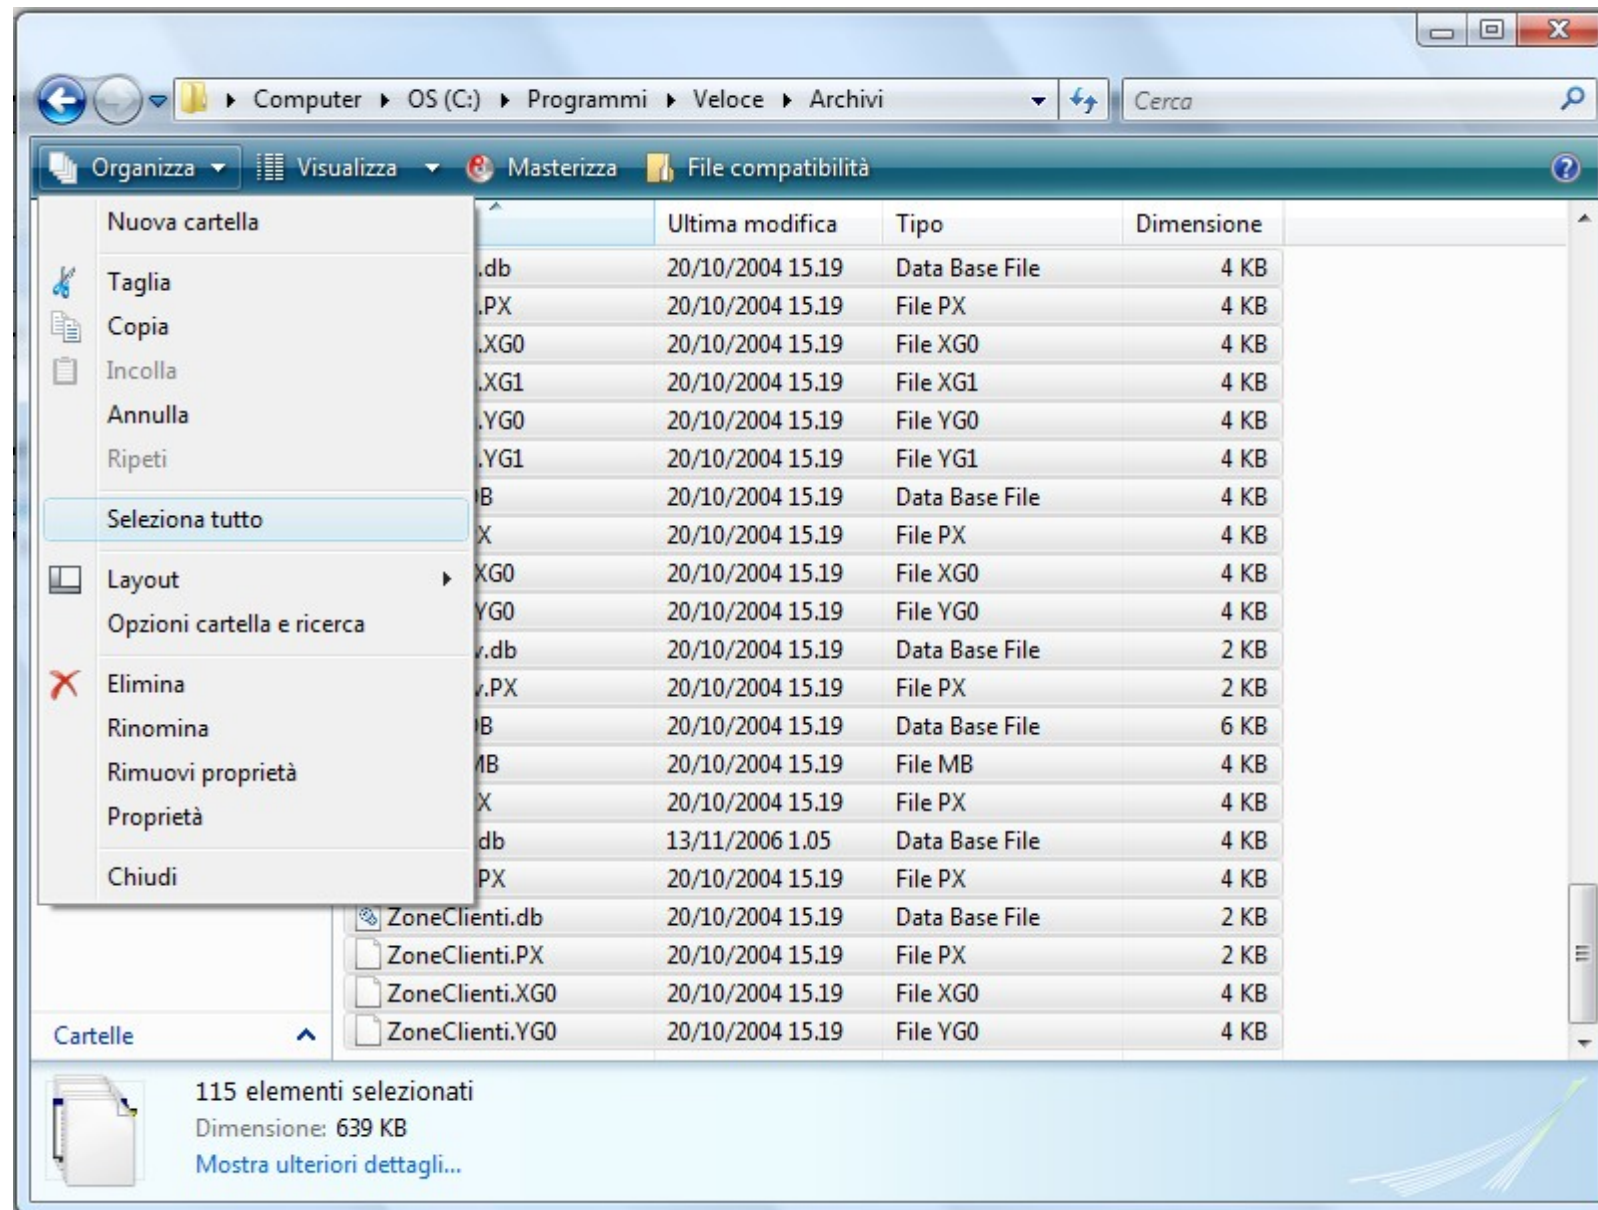 Computer OS (C:) Programmi Veloce Archivi Cerca
Organizza Visualizza Masterizza File compatibilità
Nuova cartella
Taglia
Copia
Incolla
Annulla
Ripeti
Seleziona tutto
Layout
Opzioni cartella e ricerca
Elimina
Rinomina
Rimuovi proprietà
Proprietà
Chiudi
Ultima modifica Tipo Dimensione
.db 20/10/2004 15.19 Data Base File 4 KB
.PX 20/10/2004 15.19 File PX 4 KB
.XG0 20/10/2004 15.19 File XG0 4 KB
.XG1 20/10/2004 15.19 File XG1 4 KB
.YG0 20/10/2004 15.19 File YG0 4 KB
.YG1 20/10/2004 15.19 File YG1 4 KB
B 20/10/2004 15.19 Data Base File 4 KB
X 20/10/2004 15.19 File PX 4 KB
XG0 20/10/2004 15.19 File XG0 4 KB
YG0 20/10/2004 15.19 File YG0 4 KB
v.db 20/10/2004 15.19 Data Base File 2 KB
v.PX 20/10/2004 15.19 File PX 2 KB
B 20/10/2004 15.19 Data Base File 6 KB
MB 20/10/2004 15.19 File MB 4 KB
X 20/10/2004 15.19 File PX 4 KB
db 13/11/2006 1.05 Data Base File 4 KB
PX 20/10/2004 15.19 File PX 4 KB
ZoneClienti.db 20/10/2004 15.19 Data Base File 2 KB
ZoneClienti.PX 20/10/2004 15.19 File PX 2 KB
ZoneClienti.XG0 20/10/2004 15.19 File XG0 4 KB
ZoneClienti.YG0 20/10/2004 15.19 File YG0 4 KB
Cartelle
115 elementi selezionati
Dimensione: 639 KB
Mostra ulteriori dettagli...